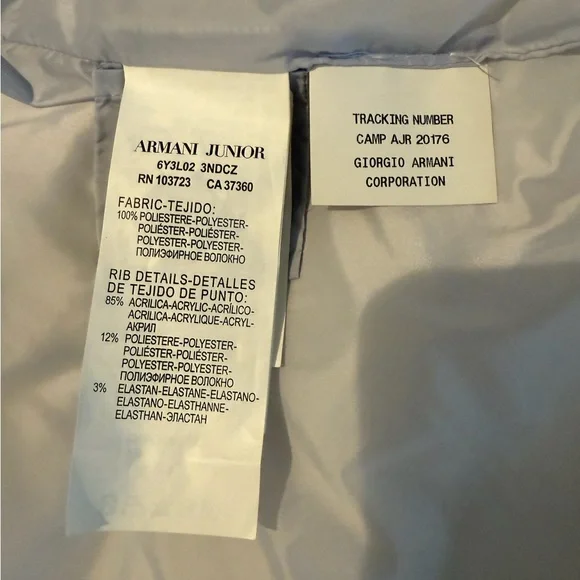 ARMANI JUNIOR
6Y3L02 3NDCZ
RN 103723 CA 37360
FABRIC-TEJIDO:
100% POLIESTERE-POLYESTER-
POLIÉSTER-POLIÉSTER-
POLYESTER-POLYESTER-
ПОЛИЭФИРНОЕ ВОЛОКНО
RIB DETAILS-DETALLES
DE TEJIDO DE PUNTO:
85% ACRILICA-ACRYLIC-ACRÍLICO-
ACRILICA-ACRYLIQUE-ACRYL-
АКРИЛ
12% POLIESTERE-POLYESTER-
POLIÉSTER-POLIÉSTER-
POLYESTER-POLYESTER-
ПОЛИЭФИРНОЕ ВОЛОКНО
3% ELASTAN-ELASTANE-ELASTANO-
ELASTANO-ELASTHANNE-
ELASTHAN-ЭЛАСТАН
TRACKING NUMBER
CAMP AJR 20176
GIORGIO ARMANI
CORPORATION